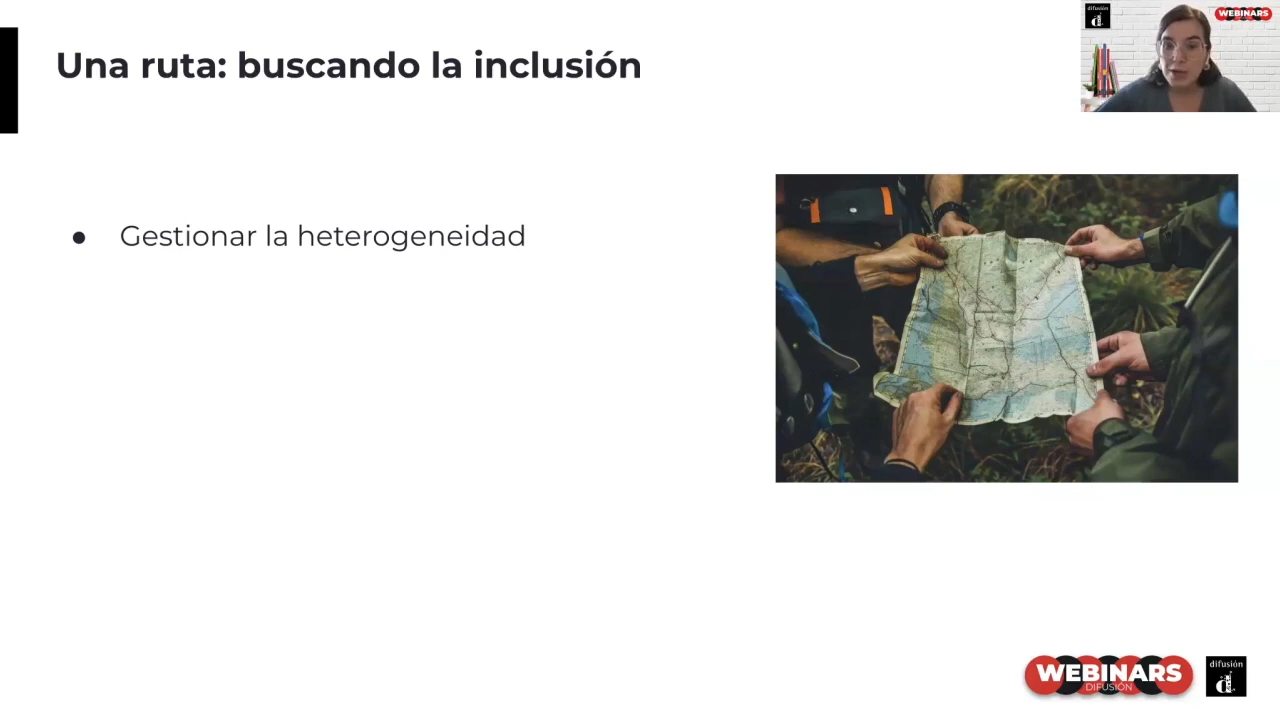 Una ruta: buscando la inclusión
difusión
WEBINARS
● Gestionar la heterogeneidad
WEBINARS
DIFUSIÓN
difusión